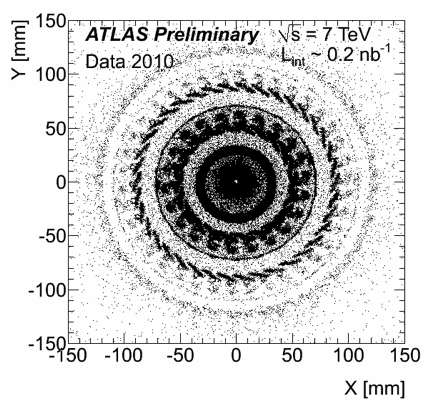 Y [mm]
150
100
50
0
-50
-100
-150
ATLAS Preliminary
Data 2010
√s = 7 TeV
L_int ~ 0.2 nb⁻¹
-150 -100 -50 0 50 100 150
X [mm]